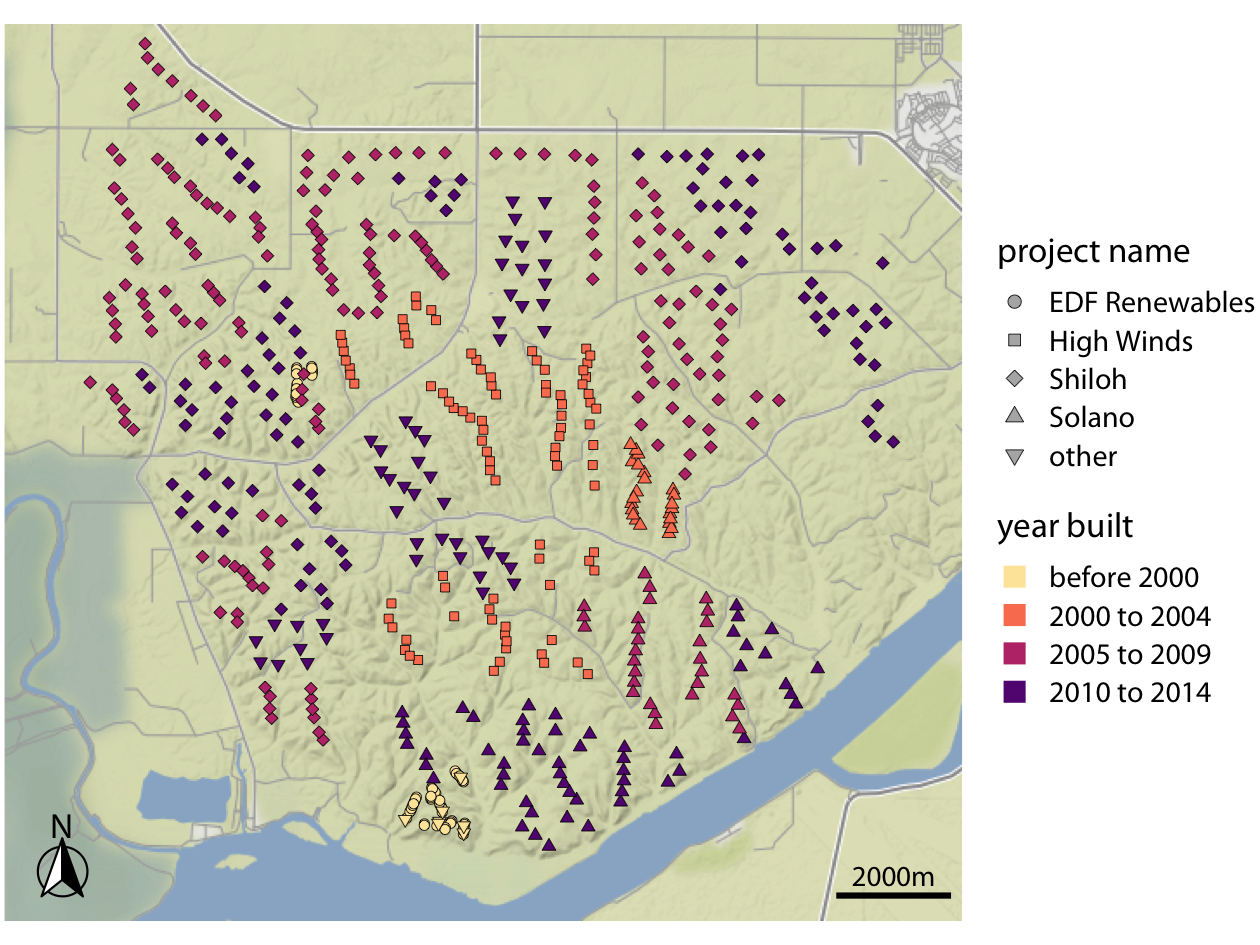 project name
EDF Renewables
High Winds
Shiloh
Solano
other
year built
before 2000
2000 to 2004
2005 to 2009
2010 to 2014
N
2000m